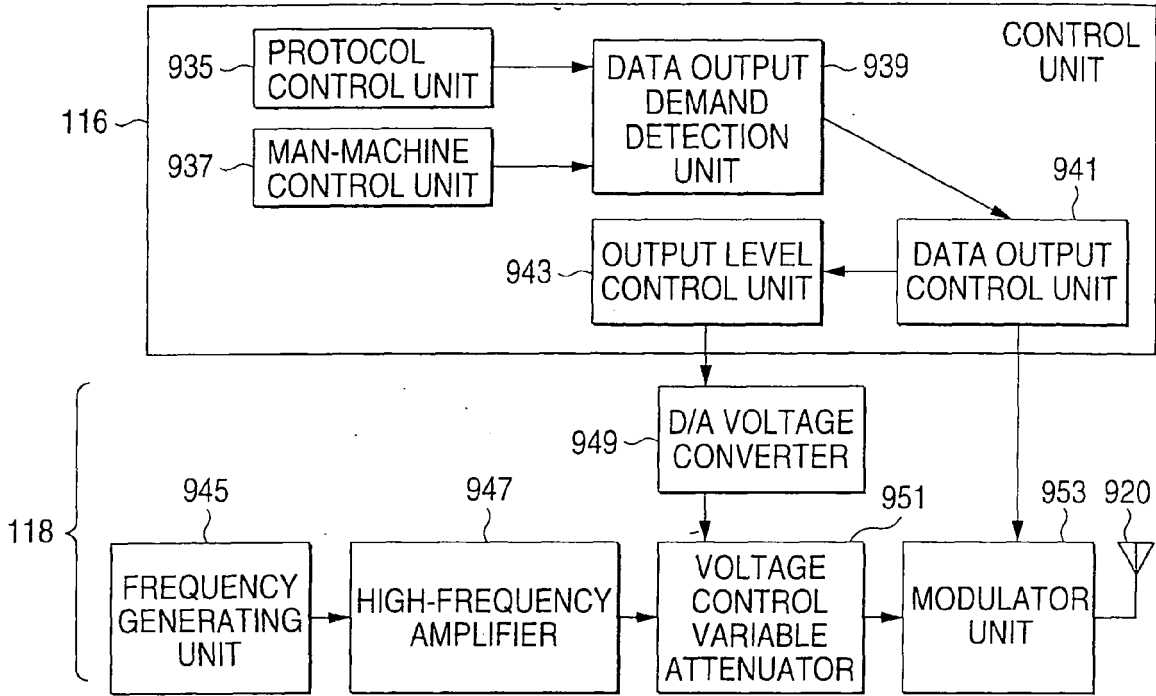 CONTROL
UNIT
935
PROTOCOL
CONTROL UNIT
DATA OUTPUT
DEMAND
DETECTION
UNIT
939
116
937
MAN-MACHINE
CONTROL UNIT
941
943
OUTPUT LEVEL
CONTROL UNIT
DATA OUTPUT
CONTROL UNIT
949
D/A VOLTAGE
CONVERTER
118
945
947
951
953
920
FREQUENCY
GENERATING
UNIT
HIGH-FREQUENCY
AMPLIFIER
VOLTAGE
CONTROL
VARIABLE
ATTENUATOR
MODULATOR
UNIT